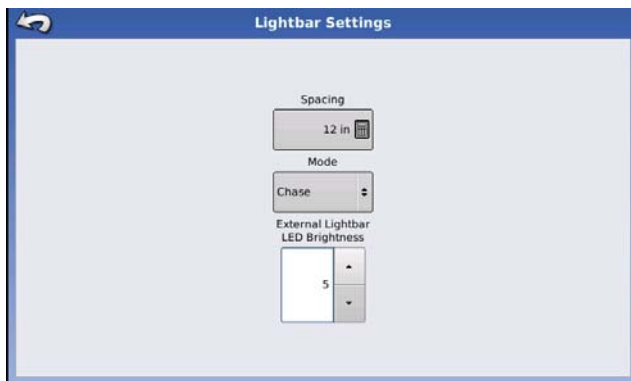 Lightbar Settings
Spacing
12 in
Mode
Chase
External Lightbar
LED Brightness
5